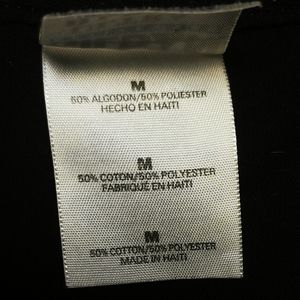 M
50% ALGODON/50% POLIESTER
HECHO EN HAITI
M
50% COTON/50% POLYESTER
FABRIQUÉ EN HAITI
M
50% COTTON/50% POLYESTER
MADE IN HAITI